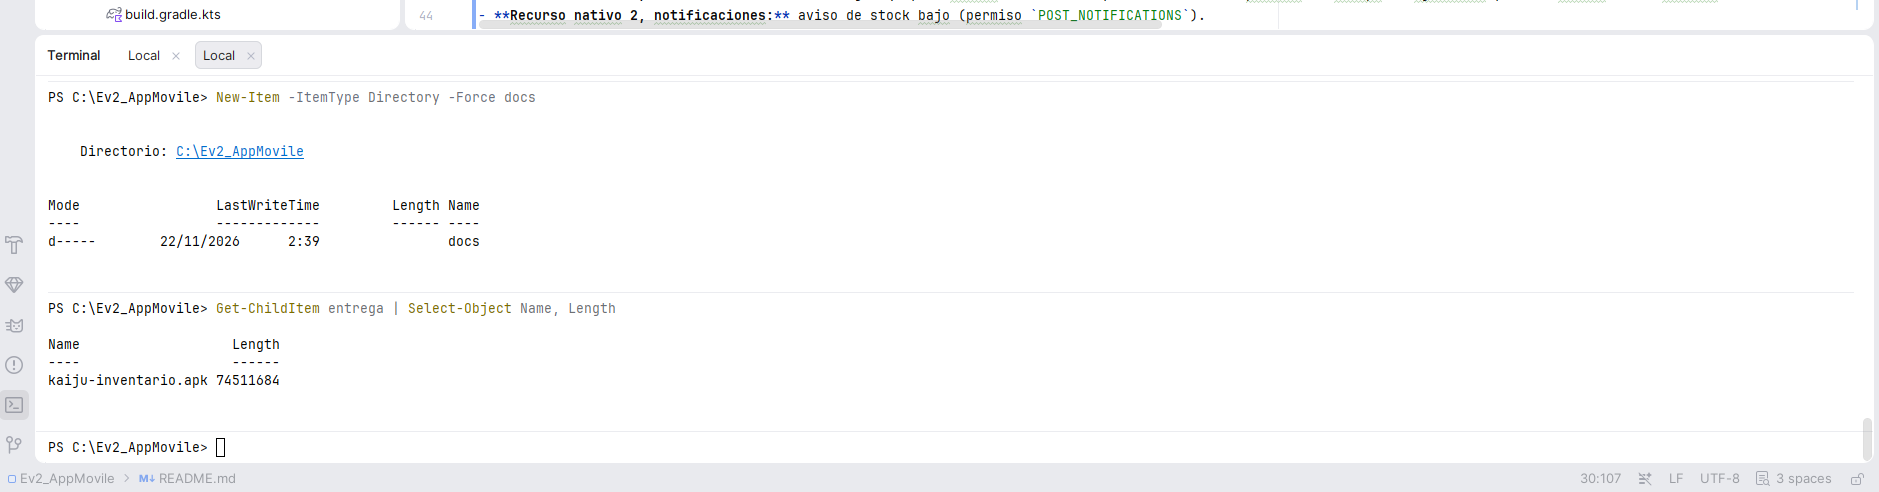 build.gradle.kts
44
- **Recurso nativo 2, notificaciones:** aviso de stock bajo (permiso `POST_NOTIFICATIONS`).
Terminal Local × Local ×
PS C:\Ev2_AppMovile> New-Item -ItemType Directory -Force docs
Directorio: C:\Ev2_AppMovile
Mode LastWriteTime Length Name
---- ------------- ------ ----
d----- 22/11/2026 2:39 docs
PS C:\Ev2_AppMovile> Get-ChildItem entrega | Select-Object Name, Length
Name Length
---- ------
kaiju-inventario.apk 74511684
PS C:\Ev2_AppMovile>
Ev2_AppMovile > M↓ README.md 30:107 LF UTF-8 3 spaces